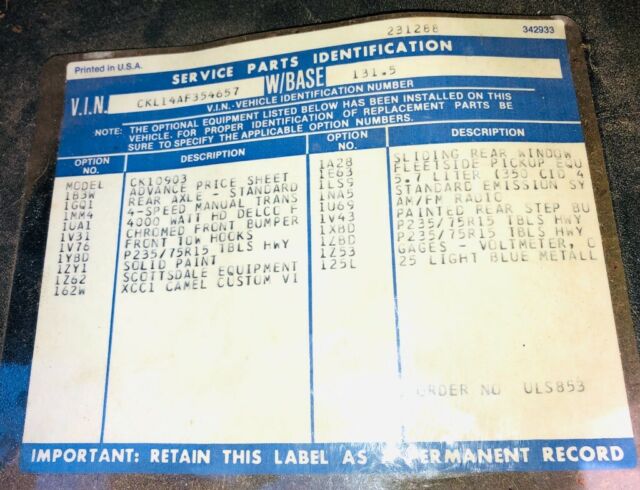 231288
342933
Printed in U.S.A.
SERVICE PARTS IDENTIFICATION
V.I.N. CKL14AF354657 W/BASE 131.5
V.I.N.-VEHICLE IDENTIFICATION NUMBER
NOTE: THE OPTIONAL EQUIPMENT LISTED BELOW HAS BEEN INSTALLED ON THIS
VEHICLE. FOR PROPER IDENTIFICATION OF REPLACEMENT PARTS BE
SURE TO SPECIFY THE APPLICABLE OPTION NUMBERS.
OPTION NO. DESCRIPTION
MODEL CK10903
1B3W ADVANCE PRICE SHEET
1GQ1 REAR AXLE - STANDARD
1MM4 4-SPEED MANUAL TRANS
1UA1 4000 WATT HD DELCO F
1V31 CHROMED FRONT BUMPER
1V76 FRONT TOW HOOKS
1YBD P235/75R15 TBLS HWY
1ZY1 SOLID PAINT
1Z62 SCOTTSDALE EQUIPMENT
162W XCC1 CAMEL CUSTOM VI
OPTION NO. DESCRIPTION
1A28 SLIDING REAR WINDOW
1E63 FLEETSIDE PICKUP EQU
1LS9 5.7 LITER (350 CID 4
1NA5 STANDARD EMISSION SY
1U69 AM/FM RADIO
1V43 PAINTED REAR STEP BU
1XBD P235/75R15 TBLS HWY
1ZBD P235/75R15 TBLS HWY
1Z53 GAGES - VOLTMETER, C
125L 25 LIGHT BLUE METALL
ORDER NO ULS853
IMPORTANT: RETAIN THIS LABEL AS A PERMANENT RECORD